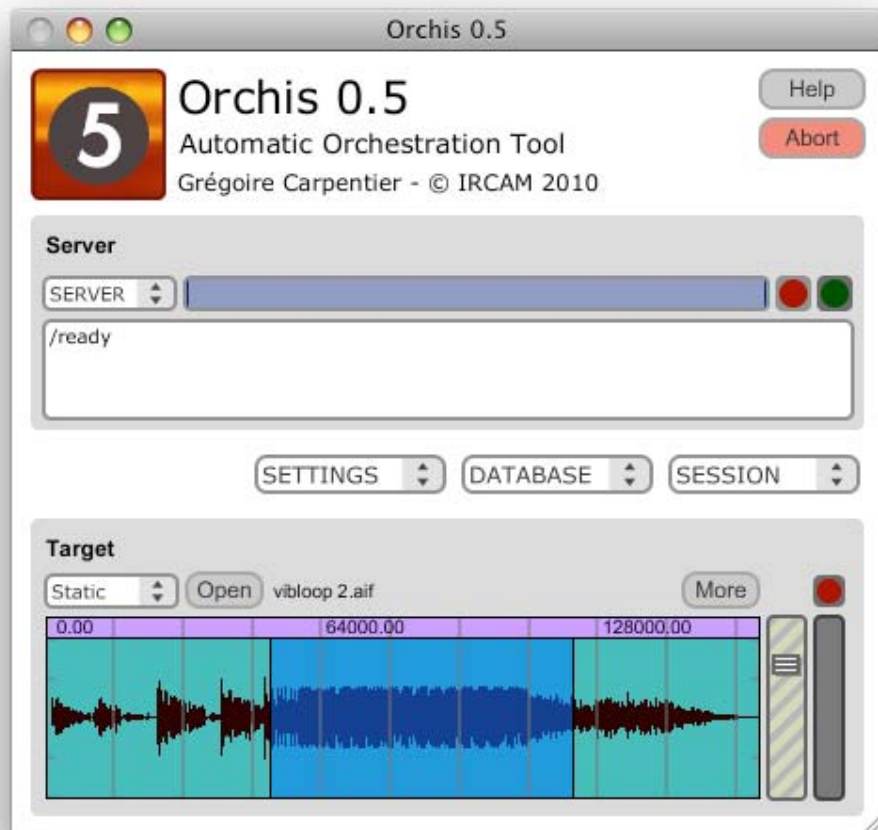 Orchis 0.5
5
Orchis 0.5
Automatic Orchestration Tool
Grégoire Carpentier - © IRCAM 2010
Help
Abort
Server
SERVER
/ready
SETTINGS DATABASE SESSION
Target
Static Open vibloop 2.aif More
0.00 64000.00 128000.00